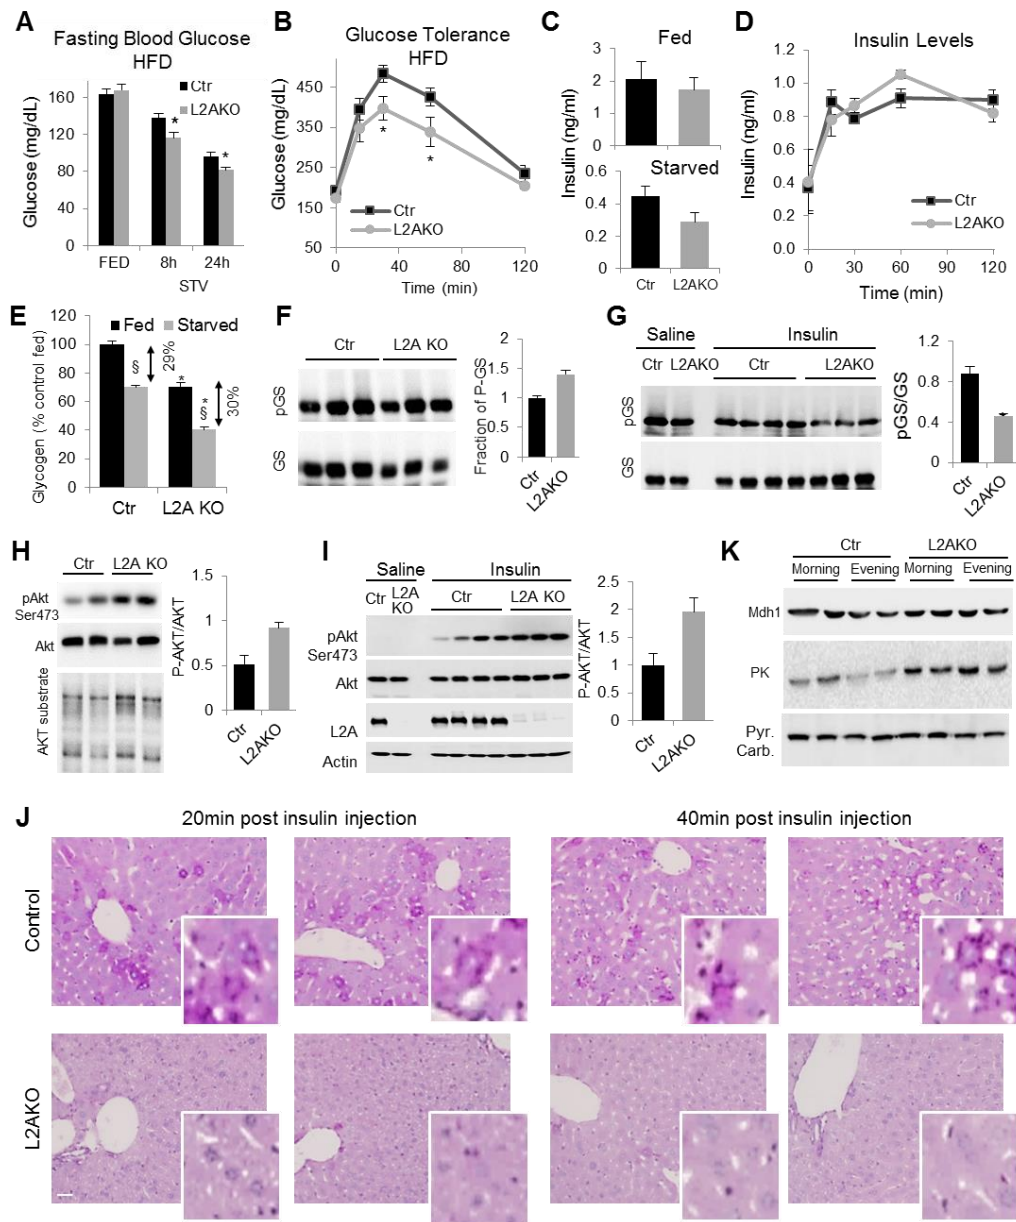 A
Fasting Blood Glucose
HFD
Glucose (mg/dL)
160
120
80
40
0
Ctr
L2AKO
*
*
FED
8h
24h
STV
B
Glucose Tolerance
HFD
Glucose (mg/dL)
450
350
250
150
50
*
*
Ctr
L2AKO
0
40
80
120
Time (min)
C
Insulin (ng/ml)
Fed
3
2
1
0
Starved
0.6
0.4
0.2
0
Ctr
L2AKO
D
Insulin Levels
Insulin (ng/ml)
1.2
1.0
0.8
0.6
0.4
0.2
0.0
Ctr
L2AKO
0
30
60
90
120
Time (min)
E
Glycogen (% control fed)
Fed
Starved
100
80
60
40
20
0
§
29%
*
*
§
30%
Ctr
L2A KO
F
Ctr
L2A KO
pGS
GS
Fraction of P-GS
2
1.5
1
0.5
0
Ctr
L2AKO
G
Saline
Insulin
Ctr L2AKO
Ctr
L2AKO
pGS
GS
pGS/GS
1.2
0.8
0.4
0
Ctr
L2AKO
H
Ctr
L2A KO
pAkt
Ser473
Akt
AKT substrate
P-AKT/AKT
1.5
1
0.5
0
Ctr
L2AKO
I
Saline
Insulin
Ctr
L2A
KO
Ctr
L2A KO
pAkt
Ser473
Akt
L2A
Actin
P-AKT/AKT
2.5
2
1.5
1
0.5
0
Ctr
L2AKO
K
Ctr
L2AKO
Morning
Evening
Morning
Evening
Mdh1
PK
Pyr.
Carb.
J
20min post insulin injection
40min post insulin injection
Control
L2AKO